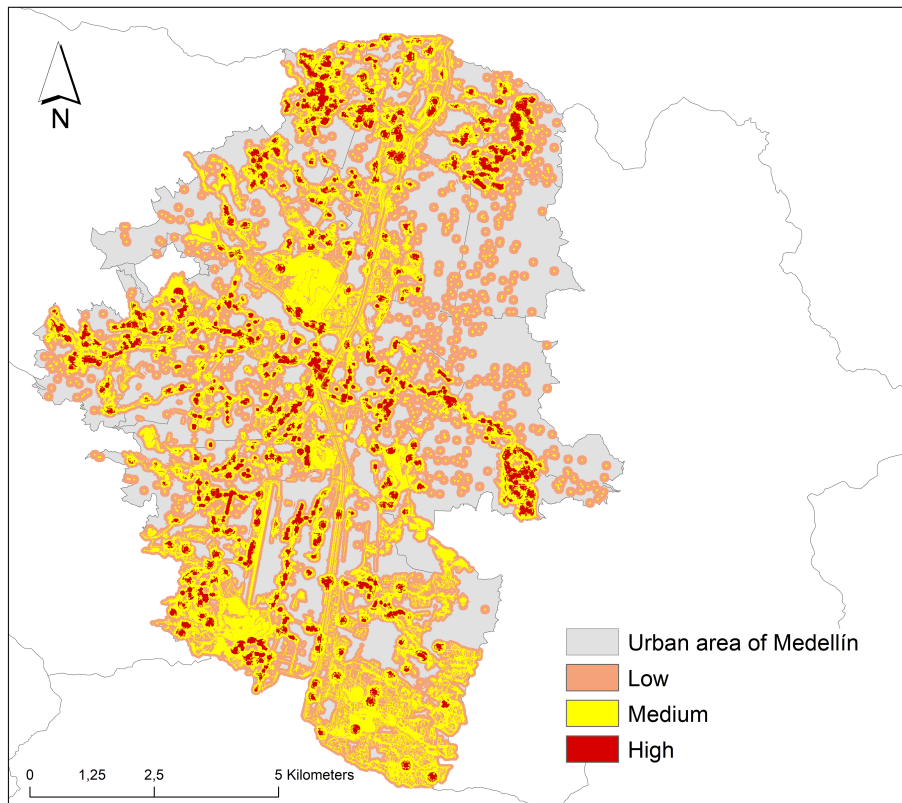 N
Urban area of Medellín
Low
Medium
High
0 1,25 2,5 5 Kilometers